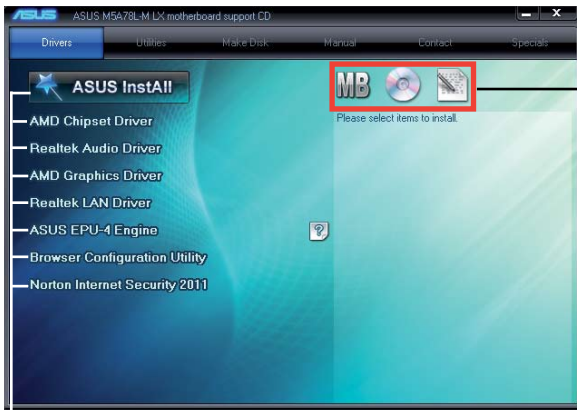 ASUS ASUS M5A78L-M LX motherboard support CD
Drivers Utilities Make Disk Manual Contact Specials
ASUS InstAll
MB
Please select items to install.
AMD Chipset Driver
Realtek Audio Driver
AMD Graphics Driver
Realtek LAN Driver
ASUS EPU-4 Engine
?
Browser Configuration Utility
Norton Internet Security 2011